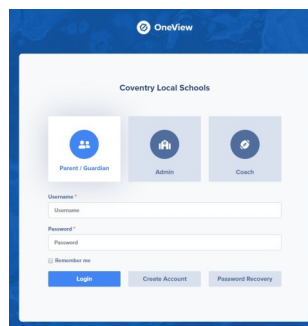 OneView
Coventry Local Schools
Parent / Guardian
Admin
Coach
Username *
Username
Password *
Password
Remember me
Login
Create Account
Password Recovery